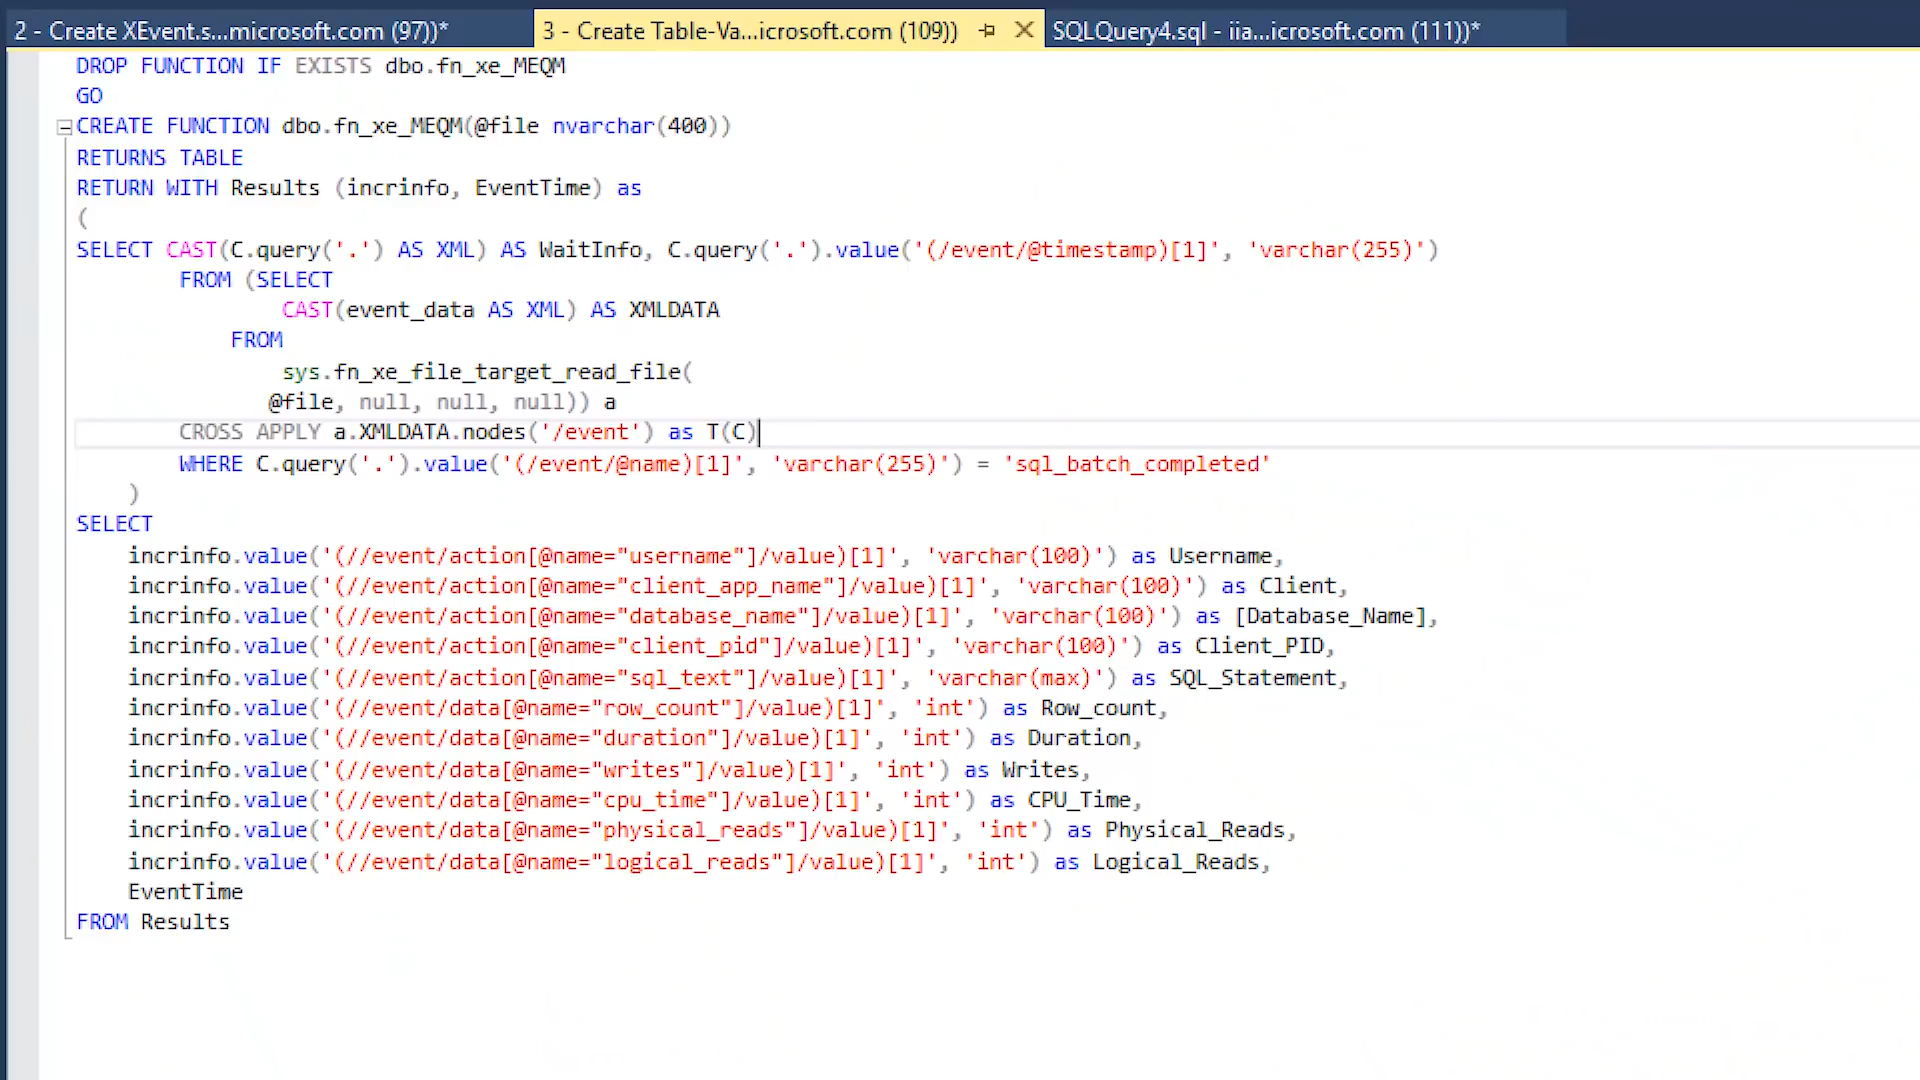 2 - Create XEvent.s...microsoft.com (97))*
3 - Create Table-Va...icrosoft.com (109))
SQLQuery4.sql - iia...icrosoft.com (111))*
DROP FUNCTION IF EXISTS dbo.fn_xe_MEQM
GO
CREATE FUNCTION dbo.fn_xe_MEQM(@file nvarchar(400))
RETURNS TABLE
RETURN WITH Results (incrinfo, EventTime) as
(
SELECT CAST(C.query('.') AS XML) AS WaitInfo, C.query('.').value('(/event/@timestamp)[1]', 'varchar(255)')
FROM (SELECT
CAST(event_data AS XML) AS XMLDATA
FROM
sys.fn_xe_file_target_read_file(
@file, null, null, null)) a
CROSS APPLY a.XMLDATA.nodes('/event') as T(C)
WHERE C.query('.').value('(/event/@name)[1]', 'varchar(255)') = 'sql_batch_completed'
)
SELECT
incrinfo.value('(//event/action[@name="username"]/value)[1]', 'varchar(100)') as Username,
incrinfo.value('(//event/action[@name="client_app_name"]/value)[1]', 'varchar(100)') as Client,
incrinfo.value('(//event/action[@name="database_name"]/value)[1]', 'varchar(100)') as [Database_Name],
incrinfo.value('(//event/action[@name="client_pid"]/value)[1]', 'varchar(100)') as Client_PID,
incrinfo.value('(//event/action[@name="sql_text"]/value)[1]', 'varchar(max)') as SQL_Statement,
incrinfo.value('(//event/data[@name="row_count"]/value)[1]', 'int') as Row_count,
incrinfo.value('(//event/data[@name="duration"]/value)[1]', 'int') as Duration,
incrinfo.value('(//event/data[@name="writes"]/value)[1]', 'int') as Writes,
incrinfo.value('(//event/data[@name="cpu_time"]/value)[1]', 'int') as CPU_Time,
incrinfo.value('(//event/data[@name="physical_reads"]/value)[1]', 'int') as Physical_Reads,
incrinfo.value('(//event/data[@name="logical_reads"]/value)[1]', 'int') as Logical_Reads,
EventTime
FROM Results